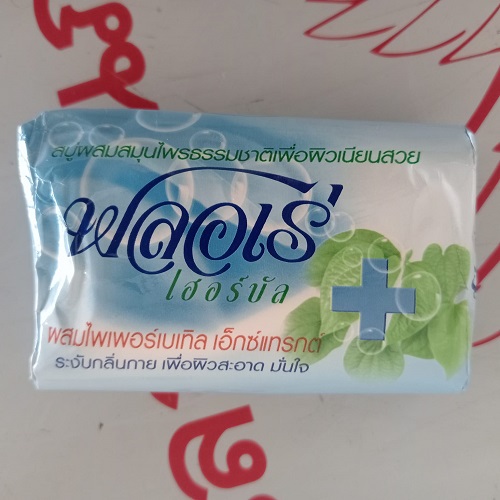 สบู่ผสมสมุนไพรธรรมชาติเพื่อผิวเนียนสวย
ฟลอเร่
เฮอร์บัล
ผสมไพเพอร์เบเทิล เอ็กซ์แทรกต์
ระงับกลิ่นกาย เพื่อผิวสะอาด มั่นใจ